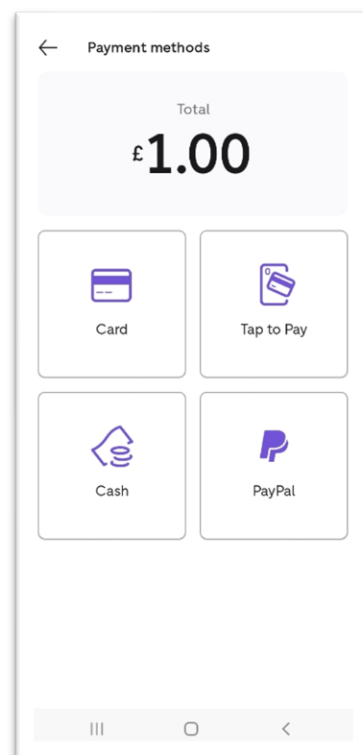 Payment methods
Total
£1.00
Card
Tap to Pay
Cash
PayPal